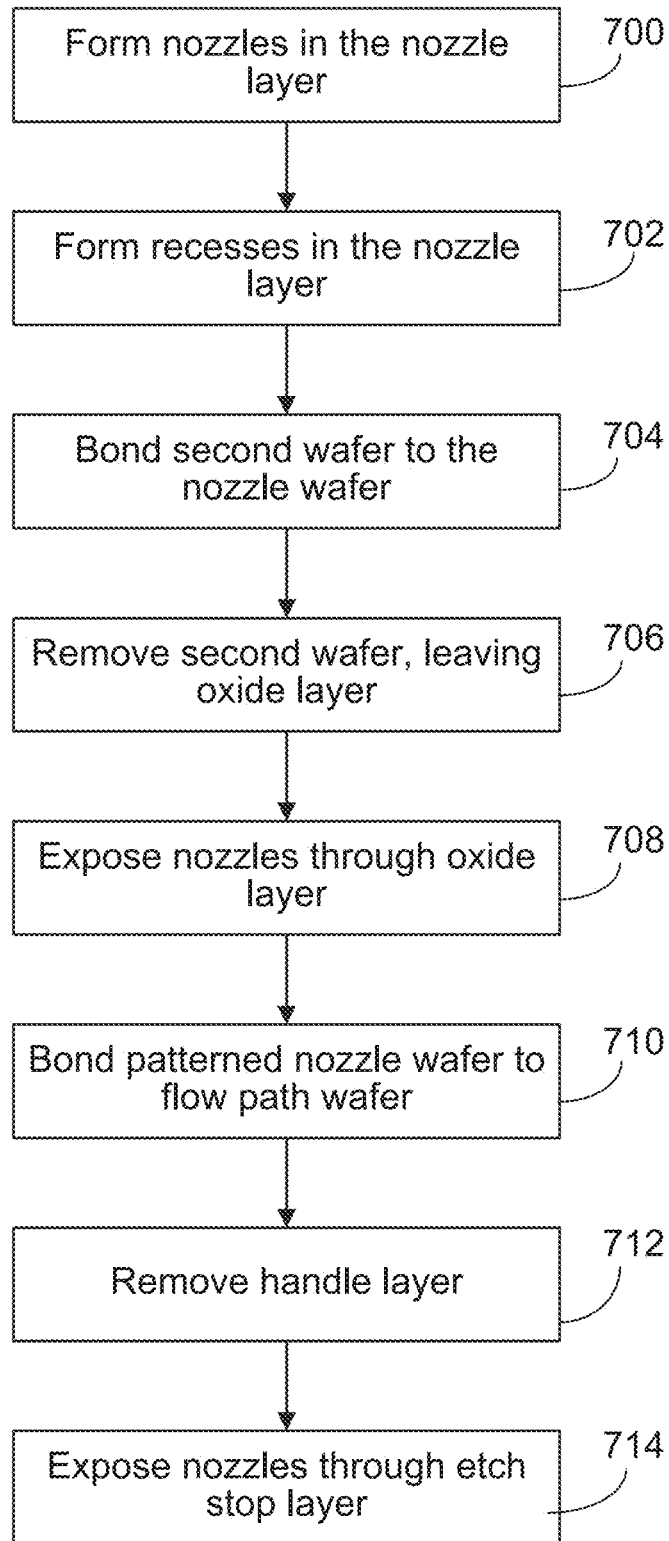 Form nozzles in the nozzle
layer
700
Form recesses in the nozzle
layer
702
Bond second wafer to the
nozzle wafer
704
Remove second wafer, leaving
oxide layer
706
Expose nozzles through oxide
layer
708
Bond patterned nozzle wafer to
flow path wafer
710
Remove handle layer
712
Expose nozzles through etch
stop layer
714